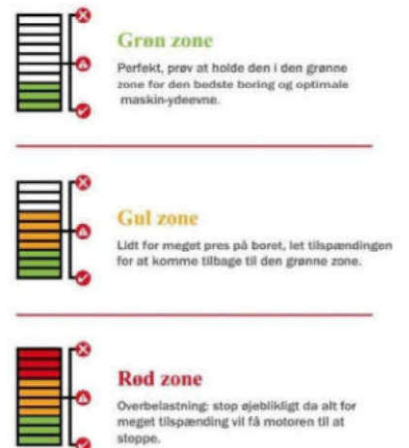 Grøn zone
Perfekt, prøv at holde den i den grønne
zone for den bedste boring og optimale
maskin-ydeevne.
Gul zone
Lidt for meget pres på boret, let tilspændingen
for at komme tilbage til den grønne zone.
Rød zone
Overbelastning: stop øjeblikligt da alt for
meget tilspænding vil få motoren til at
stoppe.